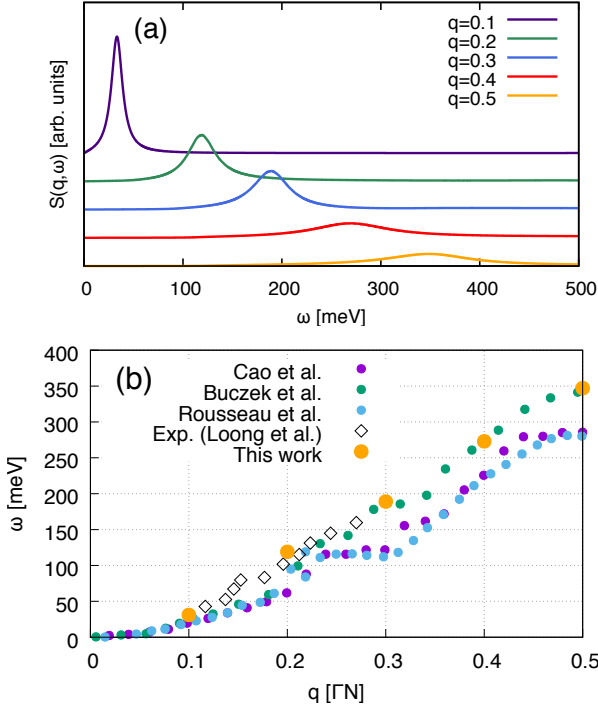 (a)
q=0.1
q=0.2
q=0.3
q=0.4
q=0.5
S(q,ω) [arb. units]
0 100 200 300 400 500
ω [meV]
(b)
Cao et al.
Buczek et al.
Rousseau et al.
Exp. (Loong et al.)
This work
400
350
300
250
200
150
100
50
0
ω [meV]
0 0.1 0.2 0.3 0.4 0.5
q [ΓN]